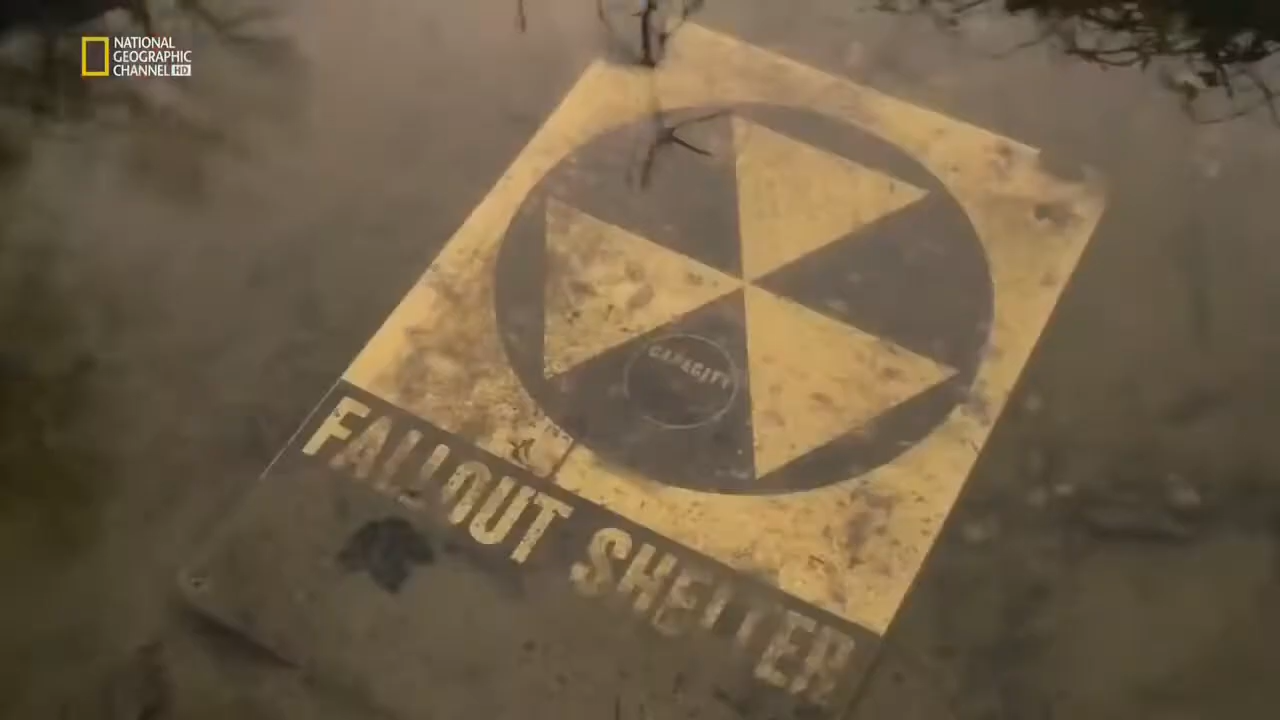 NATIONAL
GEOGRAPHIC
CHANNEL HD
CAPACITY
FALLOUT SHELTER